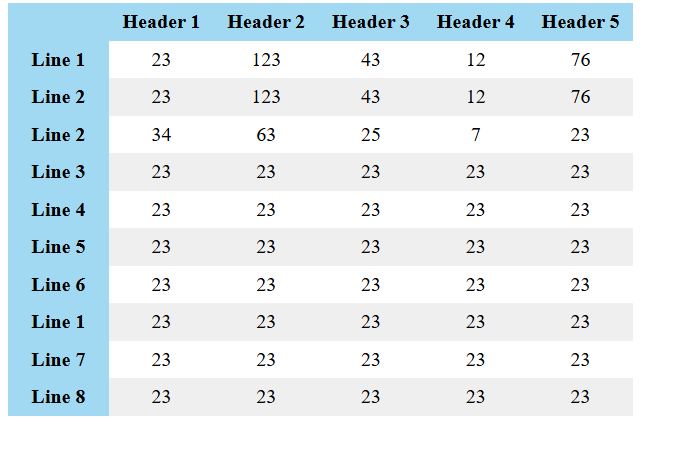 Header 1 Header 2 Header 3 Header 4 Header 5
Line 1 23 123 43 12 76
Line 2 23 123 43 12 76
Line 2 34 63 25 7 23
Line 3 23 23 23 23 23
Line 4 23 23 23 23 23
Line 5 23 23 23 23 23
Line 6 23 23 23 23 23
Line 1 23 23 23 23 23
Line 7 23 23 23 23 23
Line 8 23 23 23 23 23